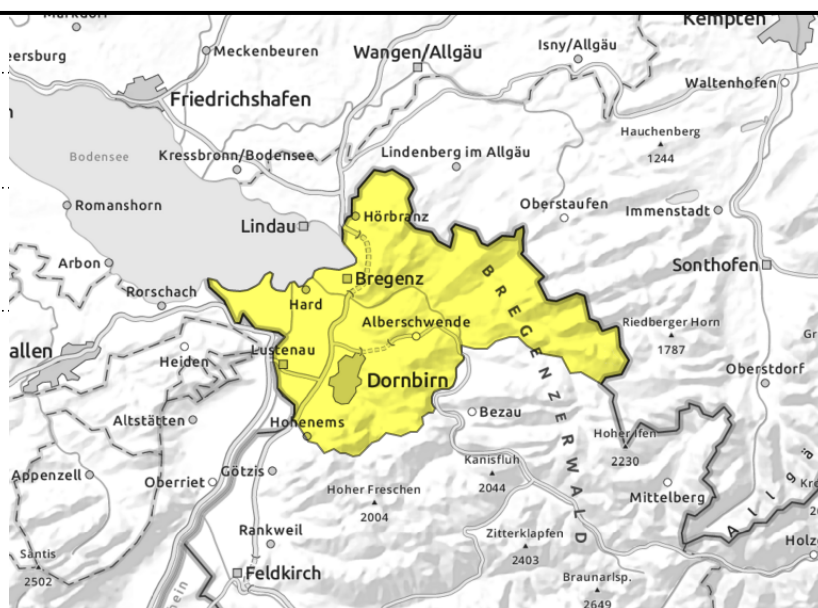 Markdorf
Kempten
eersburg
Meckenbeuren
Wangen/Allgäu
Isny/Allgäu
Waltenhofen
Friedrichshafen
Hauchenberg
1244
Bodensee
Kressbronn/Bodensee
Lindenberg im Allgäu
Romanshorn
Oberstaufen
Immenstadt
Lindau
Hörbranz
Arbon
Sonthofen
Bregenz
Rorschach
Hard
BREGENZERWALD
Alberschwende
Riedberger Horn
1787
allen
Heiden
Lustenau
Oberstdorf
Dornbirn
Altstätten
Hohenems
Bezau
Hoher Ifen
2230
Appenzell
Oberriet
Götzis
Kanisfluh
2044
Hoher Freschen
2004
Mittelberg
Allgä
Rankweil
Zitterklapfen
2403
Holz
Säntis
2502
Feldkirch
Braunarlsp.
2649